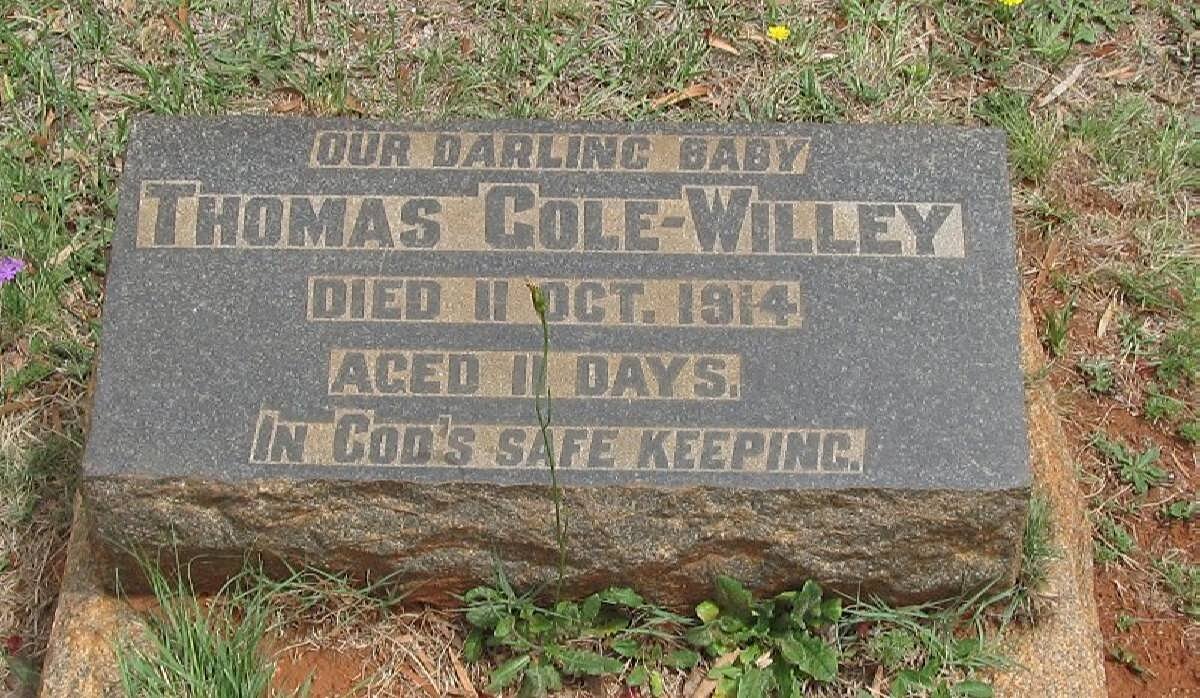 OUR DARLING BABY
THOMAS COLE-WILLEY
DIED 11 OCT. 1914
AGED 11 DAYS.
IN GOD'S SAFE KEEPING.